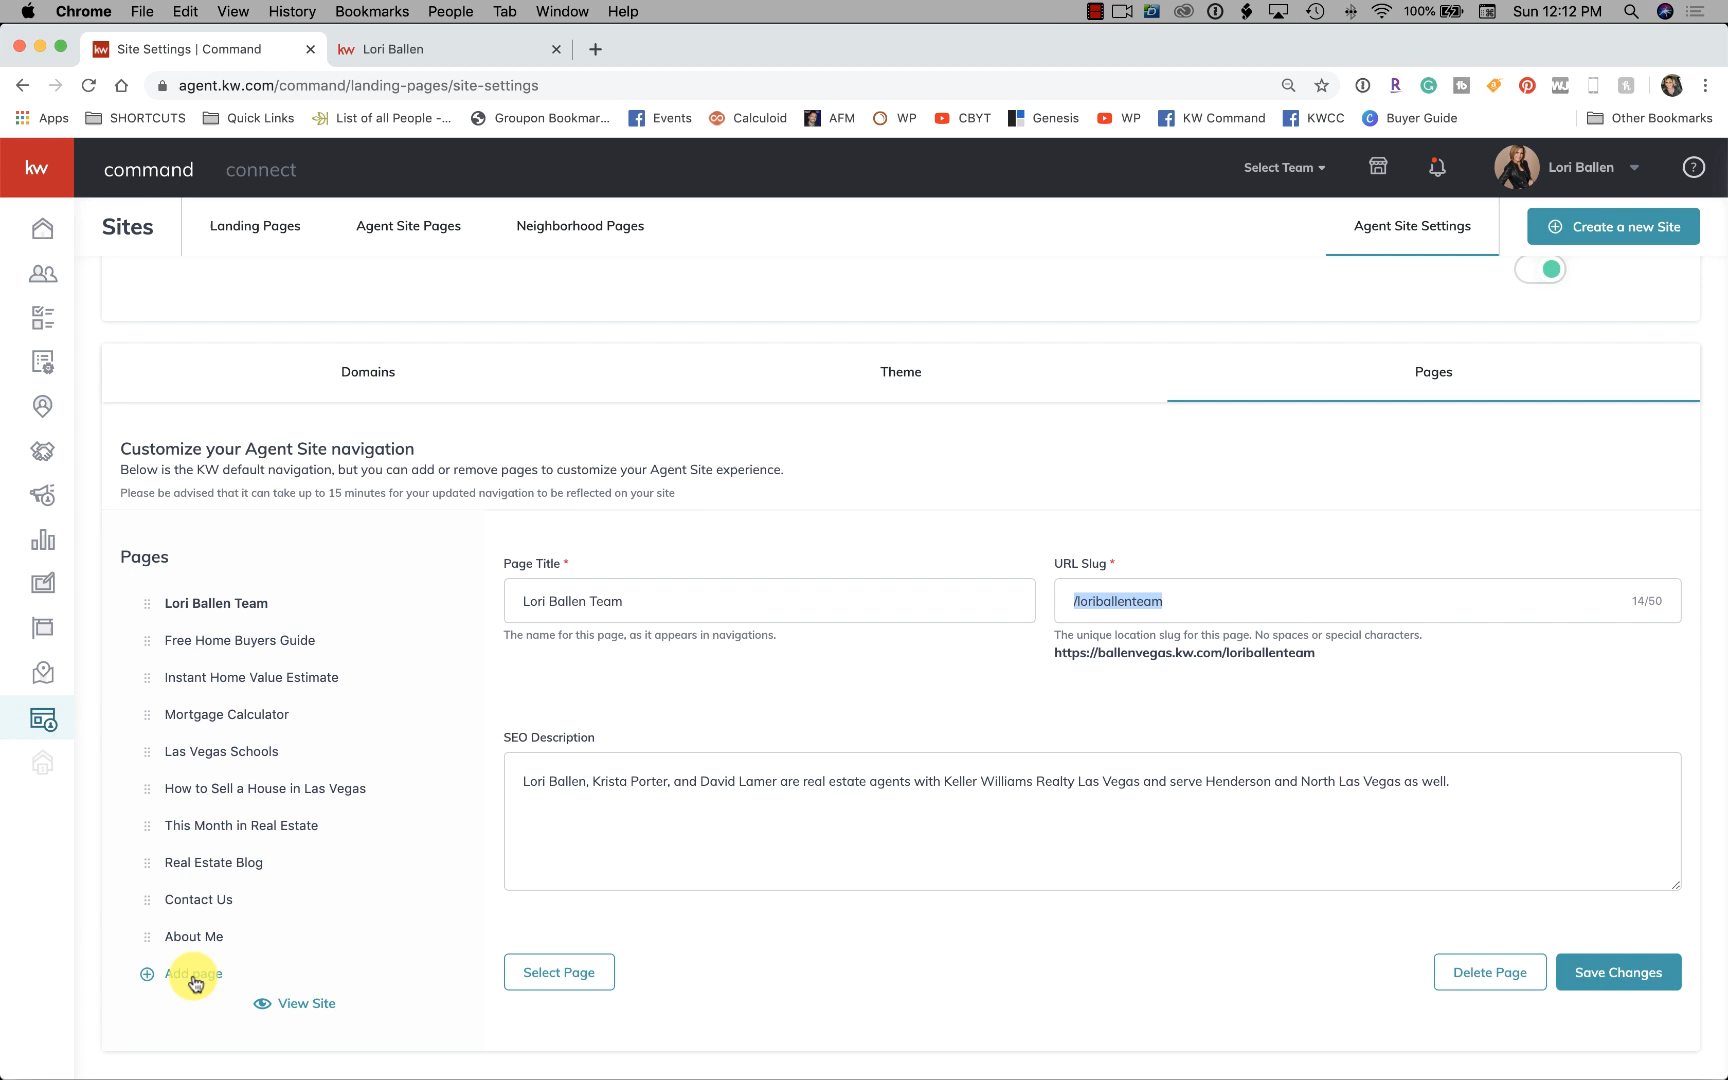 Chrome File Edit View History Bookmarks People Tab Window Help 100% Sun 12:12 PM
kw Site Settings | Command kw Lori Ballen
agent.kw.com/command/landing-pages/site-settings
Apps SHORTCUTS Quick Links List of all People -... Groupon Bookmar... Events Calculoid AFM WP CBYT Genesis WP KW Command KWCC Buyer Guide Other Bookmarks
kw command connect Select Team Lori Ballen
Sites Landing Pages Agent Site Pages Neighborhood Pages Agent Site Settings Create a new Site
Domains Theme Pages
Customize your Agent Site navigation
Below is the KW default navigation, but you can add or remove pages to customize your Agent Site experience.
Please be advised that it can take up to 15 minutes for your updated navigation to be reflected on your site
Pages
Lori Ballen Team
Free Home Buyers Guide
Instant Home Value Estimate
Mortgage Calculator
Las Vegas Schools
How to Sell a House in Las Vegas
This Month in Real Estate
Real Estate Blog
Contact Us
About Me
Add page
View Site
Page Title *
Lori Ballen Team
The name for this page, as it appears in navigations.
URL Slug *
/loriballenteam 14/50
The unique location slug for this page. No spaces or special characters.
https://ballenvegas.kw.com/loriballenteam
SEO Description
Lori Ballen, Krista Porter, and David Lamer are real estate agents with Keller Williams Realty Las Vegas and serve Henderson and North Las Vegas as well.
Select Page Delete Page Save Changes